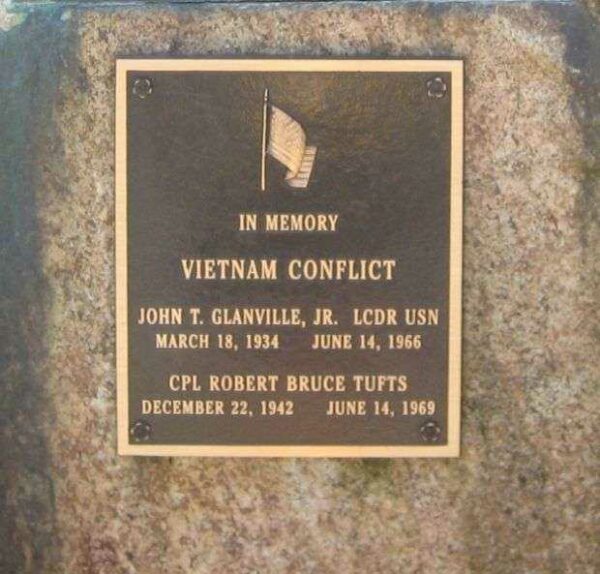 IN MEMORY
VIETNAM CONFLICT
JOHN T. GLANVILLE, JR. LCDR USN
MARCH 18, 1934 JUNE 14, 1966
CPL ROBERT BRUCE TUFTS
DECEMBER 22, 1942 JUNE 14, 1969